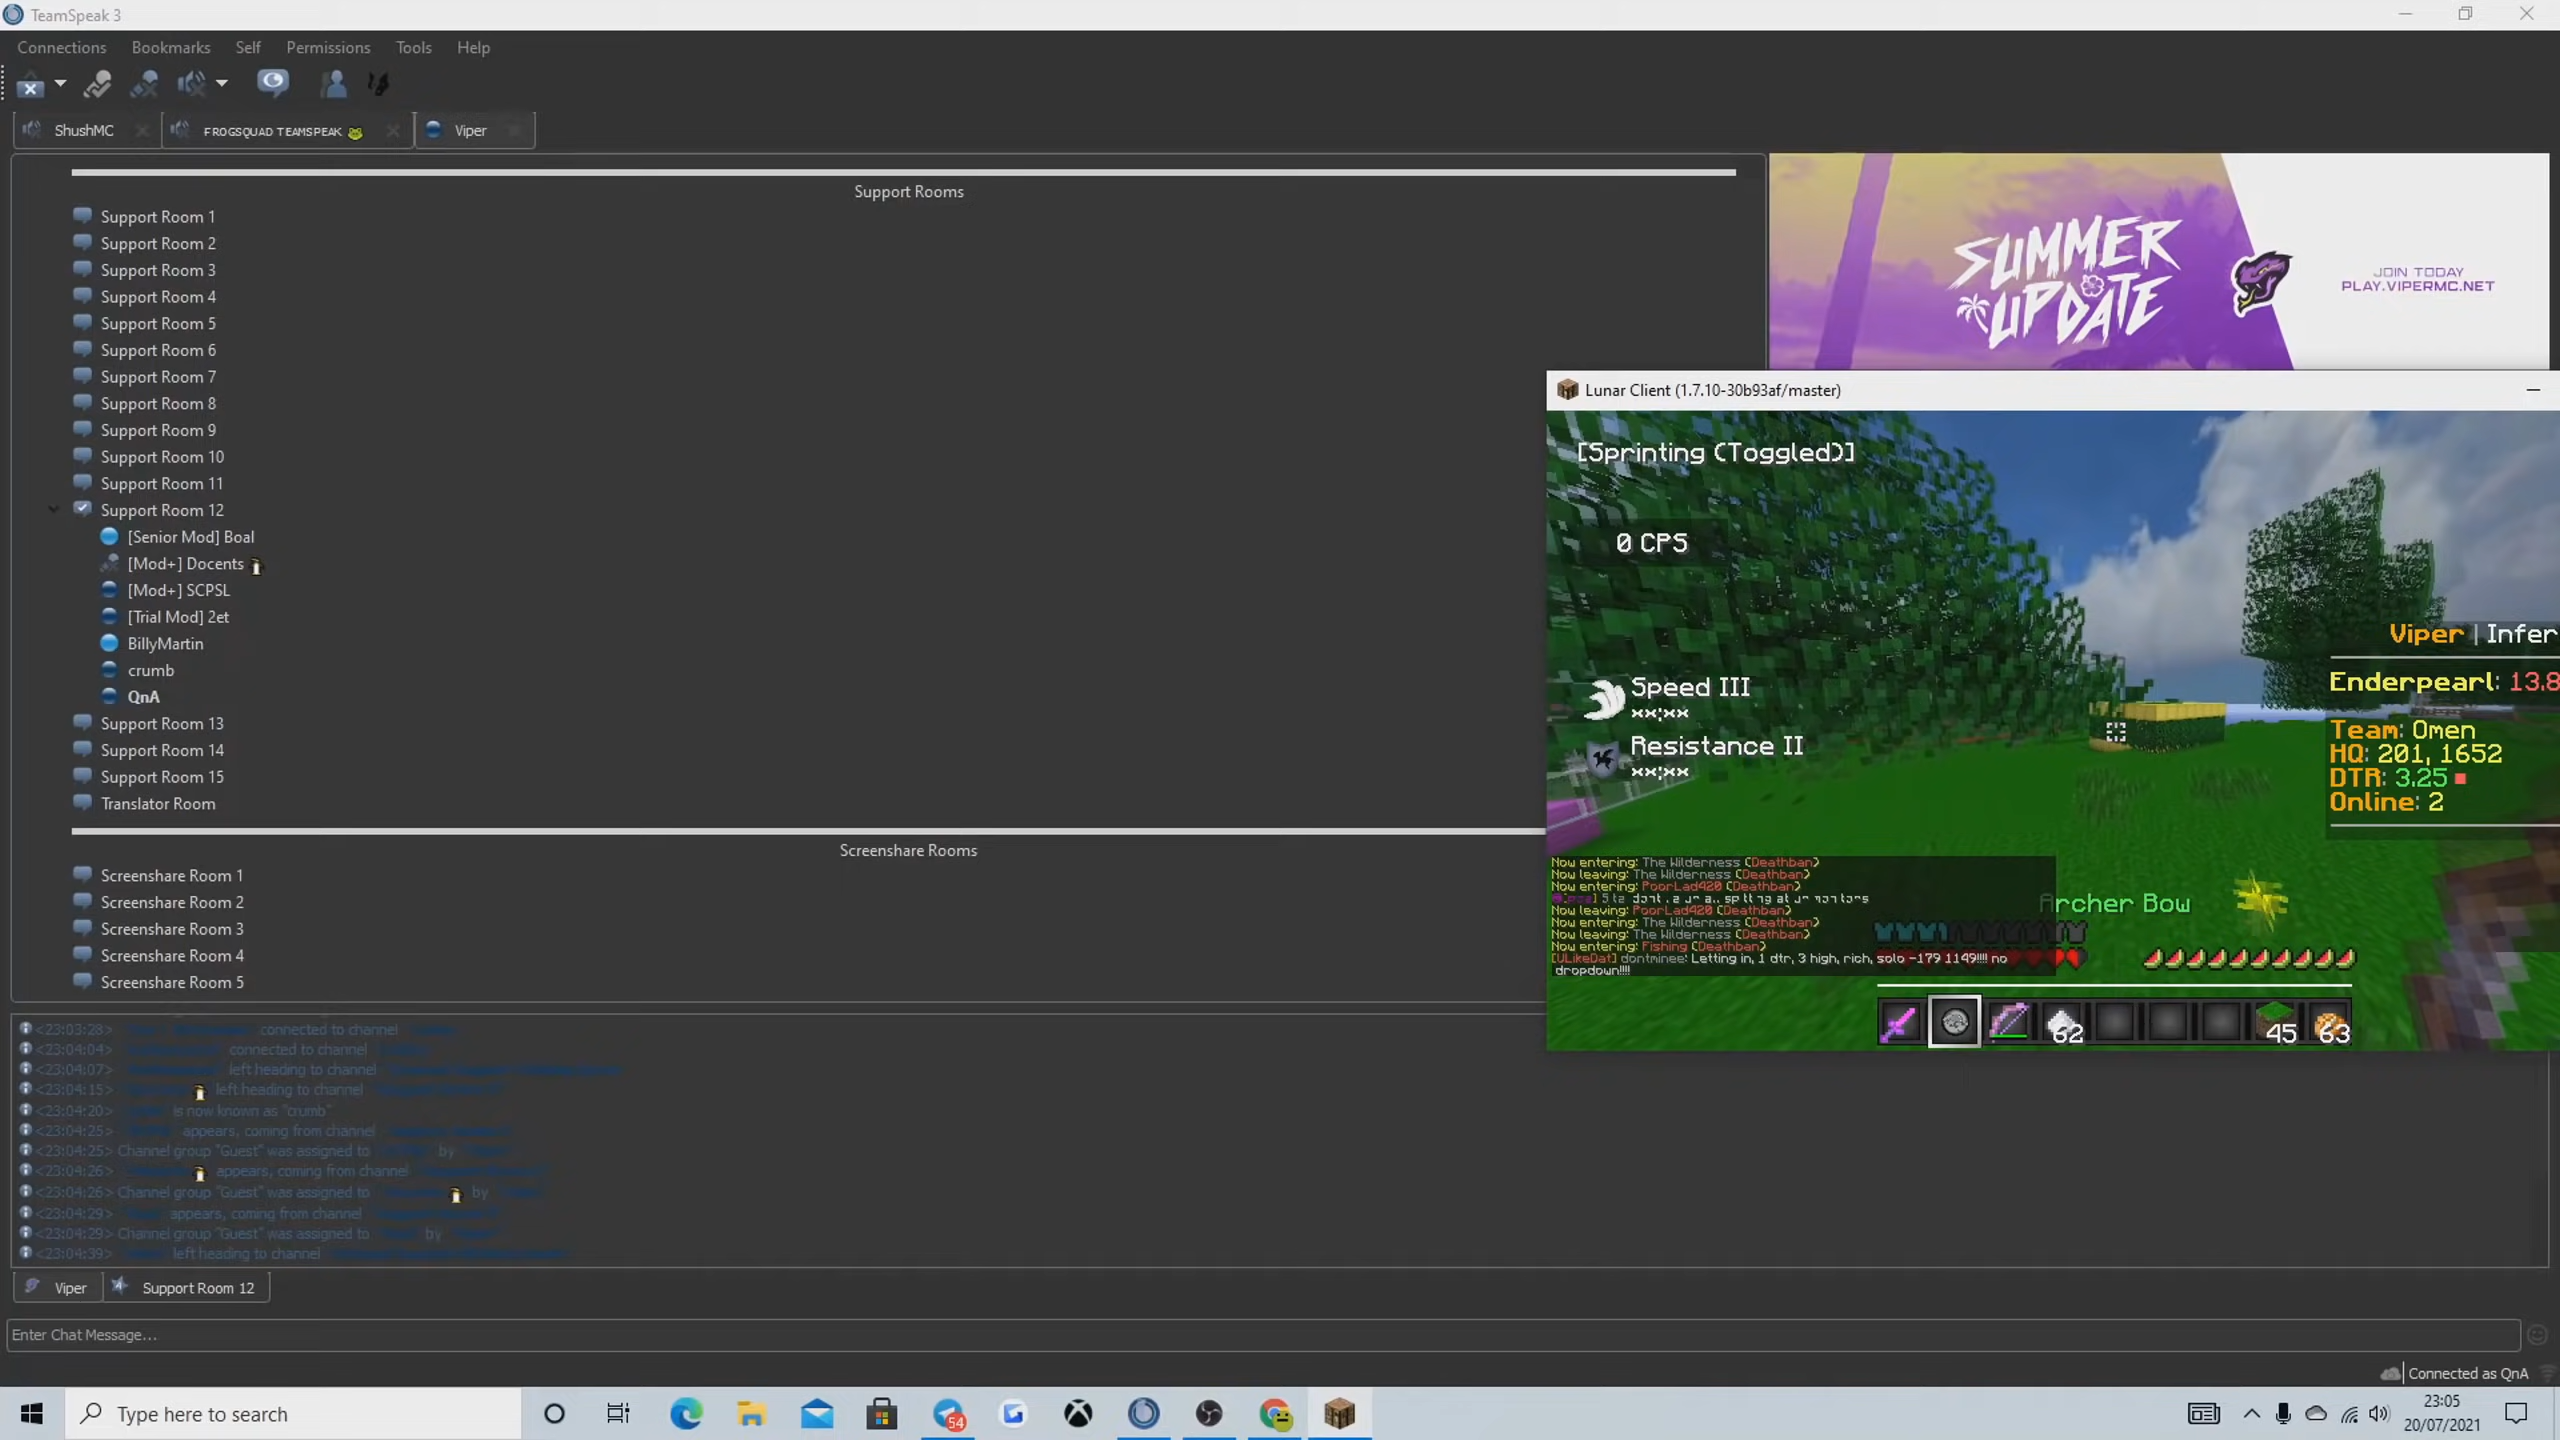 TeamSpeak 3
Connections Bookmarks Self Permissions Tools Help
ShushMC
FROGSQUAD TEAMSPEAK
Viper
Support Rooms
Support Room 1
Support Room 2
Support Room 3
Support Room 4
Support Room 5
Support Room 6
Support Room 7
Support Room 8
Support Room 9
Support Room 10
Support Room 11
Support Room 12
[Senior Mod] Boal
[Mod+] Docents
[Mod+] SCPSL
[Trial Mod] 2et
BillyMartin
crumb
QnA
Support Room 13
Support Room 14
Support Room 15
Translator Room
Screenshare Rooms
Screenshare Room 1
Screenshare Room 2
Screenshare Room 3
Screenshare Room 4
Screenshare Room 5
SUMMER
UPDATE
JOIN TODAY
PLAY.VIPERMC.NET
Lunar Client (1.7.10-30b93af/master)
[Sprinting (Toggled)]
0 CPS
Speed III
**:**
Resistance II
**:**
Viper | Infer
Enderpearl: 13.8
Team: Omen
HQ: 201, 1652
DTR: 3.25
Online: 2
Now entering: The Wilderness (Deathban)
Now leaving: The Wilderness (Deathban)
Now entering: PoorLad420 (Deathban)
Now leaving: PoorLad420 (Deathban)
Now entering: The Wilderness (Deathban)
Now leaving: The Wilderness (Deathban)
Now entering: Fishing (Deathban)
[ULikeDat] dontminee: Letting in, 1 dtr, 3 high, rich, solo -179 1149!!!! no
dropdown!!!!
Archer Bow
62
45
63
<23:03:28> connected to channel
<23:04:04> connected to channel
<23:04:07> left heading to channel
<23:04:15> left heading to channel
<23:04:20> is now known as "crumb"
<23:04:25> appears, coming from channel
<23:04:25> Channel group "Guest" was assigned to by
<23:04:26> appears, coming from channel
<23:04:26> Channel group "Guest" was assigned to by
<23:04:29> appears, coming from channel
<23:04:29> Channel group "Guest" was assigned to by
<23:04:39> left heading to channel
Viper
Support Room 12
Enter Chat Message...
Connected as QnA
Type here to search
54
23:05
20/07/2021